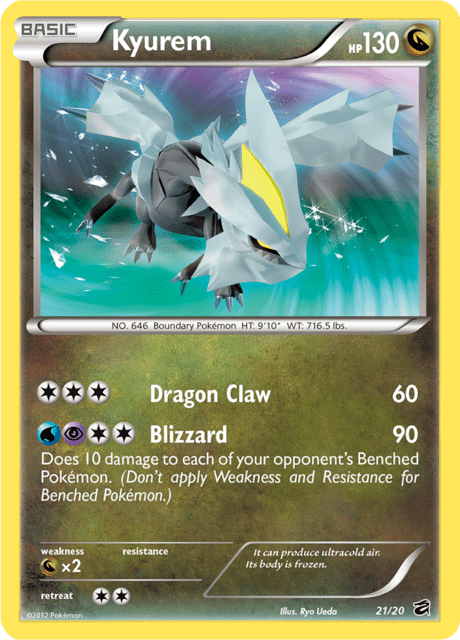 BASIC
Kyurem
HP130
NO. 646 Boundary Pokémon HT: 9'10" WT: 716.5 lbs.
Dragon Claw 60
Blizzard 90
Does 10 damage to each of your opponent's Benched
Pokémon. (Don't apply Weakness and Resistance for
Benched Pokémon.)
weakness resistance
×2
It can produce ultracold air.
Its body is frozen.
retreat
©2012 Pokémon
Illus. Ryo Ueda
21/20